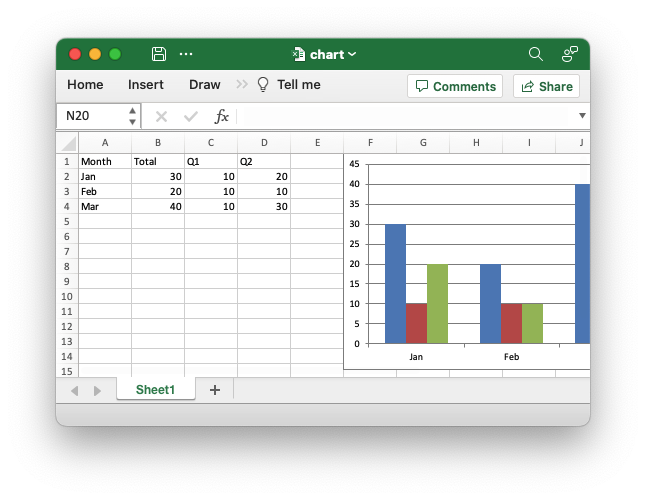 chart
Home Insert Draw Tell me Comments Share
N20 fx
A B C D E F G H I J
1 Month Total Q1 Q2
2 Jan 30 10 20
3 Feb 20 10 10
4 Mar 40 10 30
5
6
7
8
9
10
11
12
13
14
15
45
40
35
30
25
20
15
10
5
0
Jan Feb
Sheet1 +